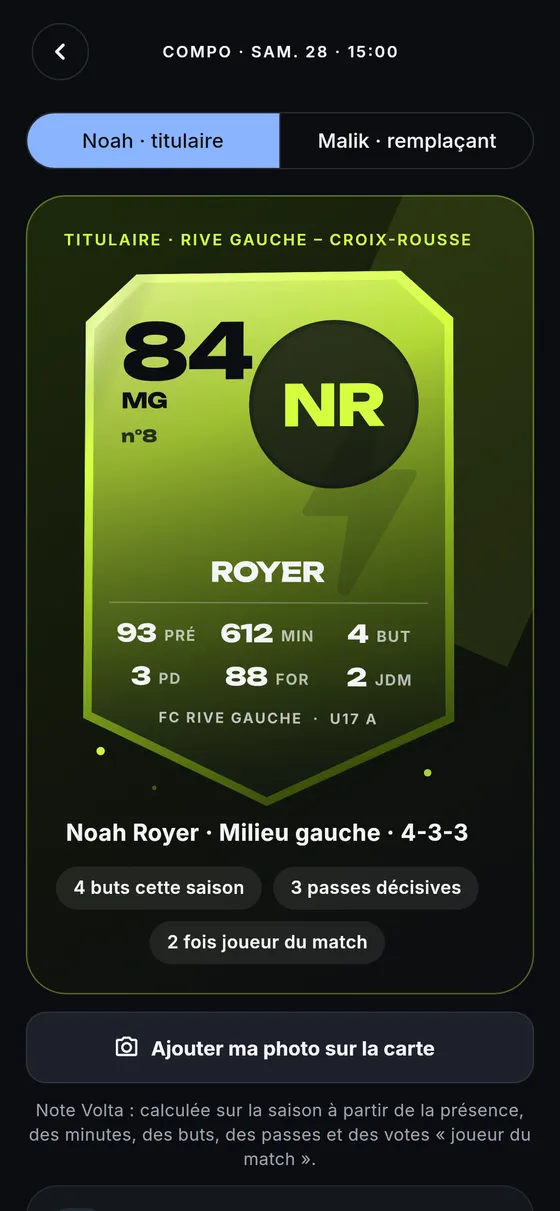 COMPO · SAM. 28 · 15:00
Noah · titulaire
Malik · remplaçant
TITULAIRE · RIVE GAUCHE – CROIX-ROUSSE
84
MG
n°8
NR
ROYER
93 PRÉ 612 MIN 4 BUT
3 PD 88 FOR 2 JDM
FC RIVE GAUCHE · U17 A
Noah Royer · Milieu gauche · 4-3-3
4 buts cette saison
3 passes décisives
2 fois joueur du match
Ajouter ma photo sur la carte
Note Volta : calculée sur la saison à partir de la présence,
des minutes, des buts, des passes et des votes « joueur du
match ».